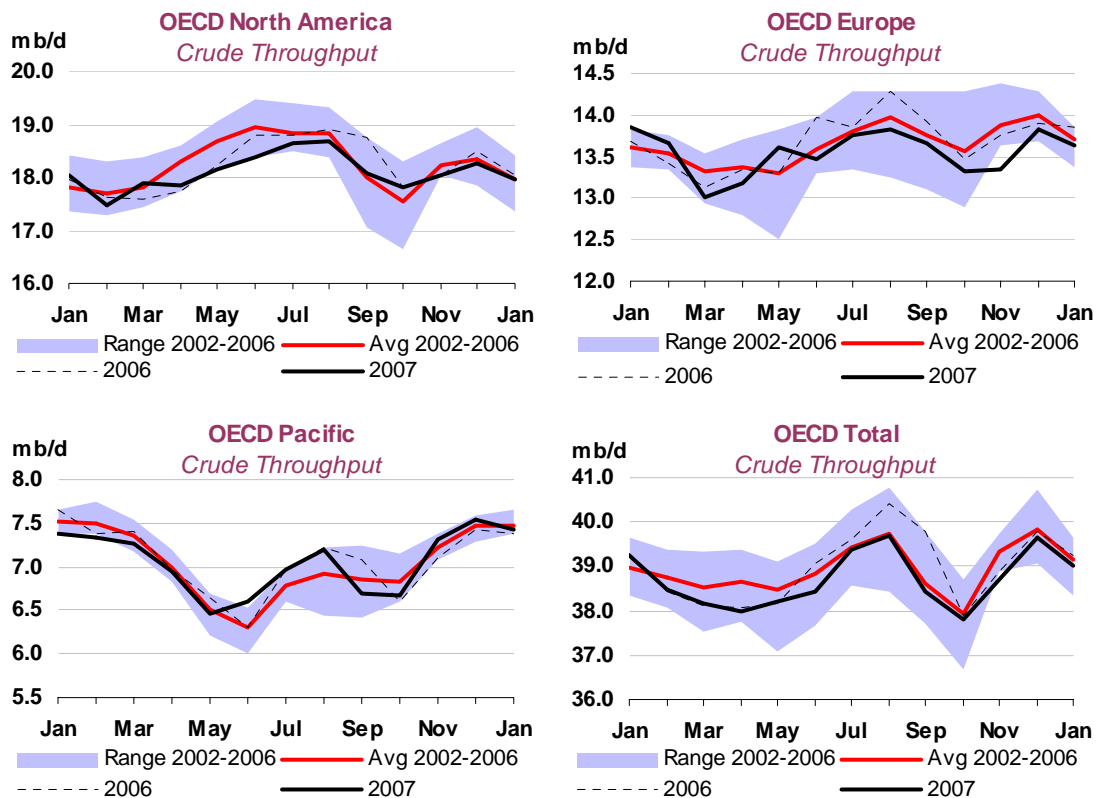 OECD North America
mb/d
Crude Throughput
20.0
19.0
18.0
17.0
16.0
Jan Mar May Jul Sep Nov Jan
Range 2002-2006 Avg 2002-2006
2006 2007
OECD Europe
mb/d
Crude Throughput
14.5
14.0
13.5
13.0
12.5
12.0
Jan Mar May Jul Sep Nov Jan
Range 2002-2006 Avg 2002-2006
2006 2007
OECD Pacific
mb/d
Crude Throughput
8.0
7.5
7.0
6.5
6.0
5.5
Jan Mar May Jul Sep Nov Jan
Range 2002-2006 Avg 2002-2006
2006 2007
OECD Total
mb/d
Crude Throughput
41.0
40.0
39.0
38.0
37.0
36.0
Jan Mar May Jul Sep Nov Jan
Range 2002-2006 Avg 2002-2006
2006 2007